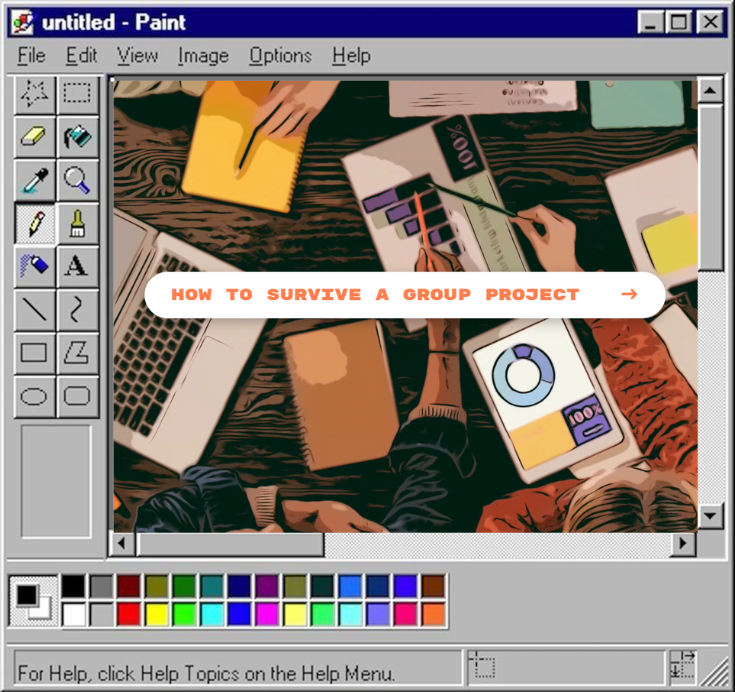 untitled - Paint
File Edit View Image Options Help
100%
HOW TO SURVIVE A GROUP PROJECT →
100%
For Help, click Help Topics on the Help Menu.